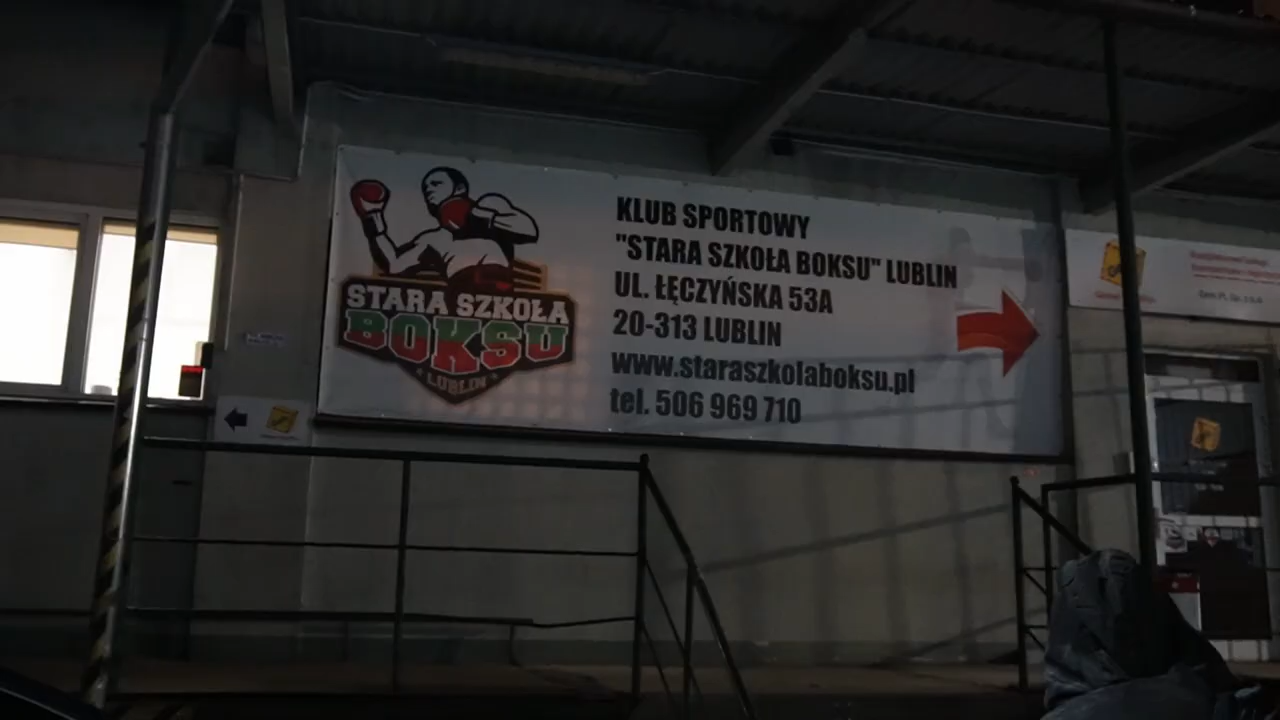 STARA SZKOŁA
BOKSU
LUBLIN
KLUB SPORTOWY
"STARA SZKOŁA BOKSU" LUBLIN
UL. ŁĘCZYŃSKA 53A
20-313 LUBLIN
www.staraszkolaboksu.pl
tel. 506 969 710